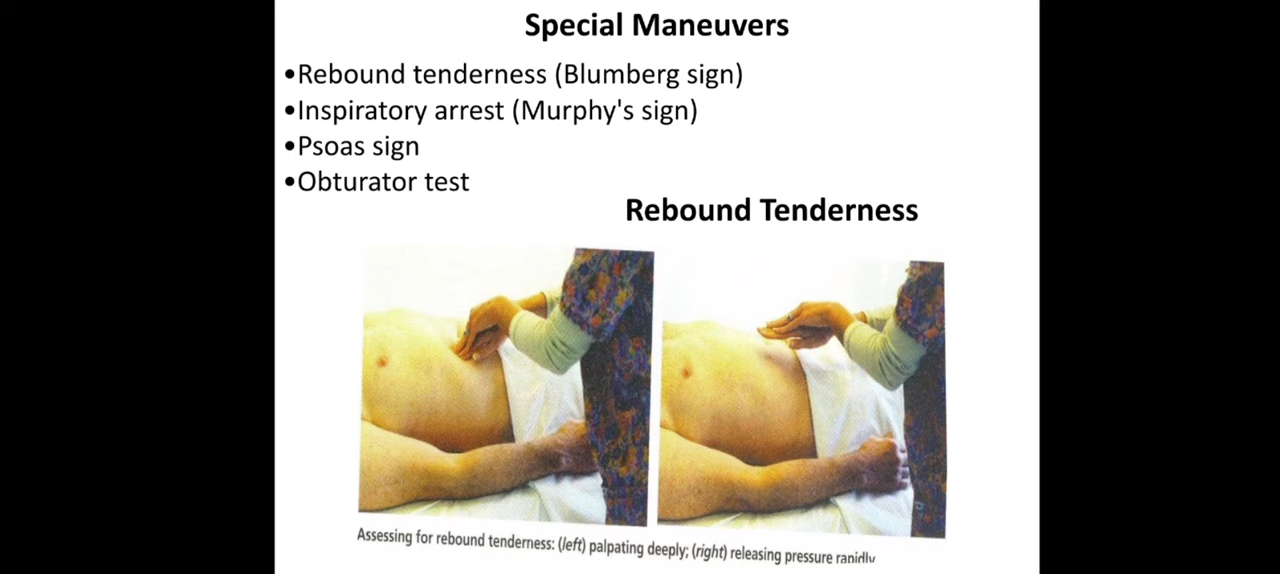 Special Maneuvers
•Rebound tenderness (Blumberg sign)
•Inspiratory arrest (Murphy's sign)
•Psoas sign
•Obturator test
Rebound Tenderness
Assessing for rebound tenderness: (left) palpating deeply; (right) releasing pressure rapidly